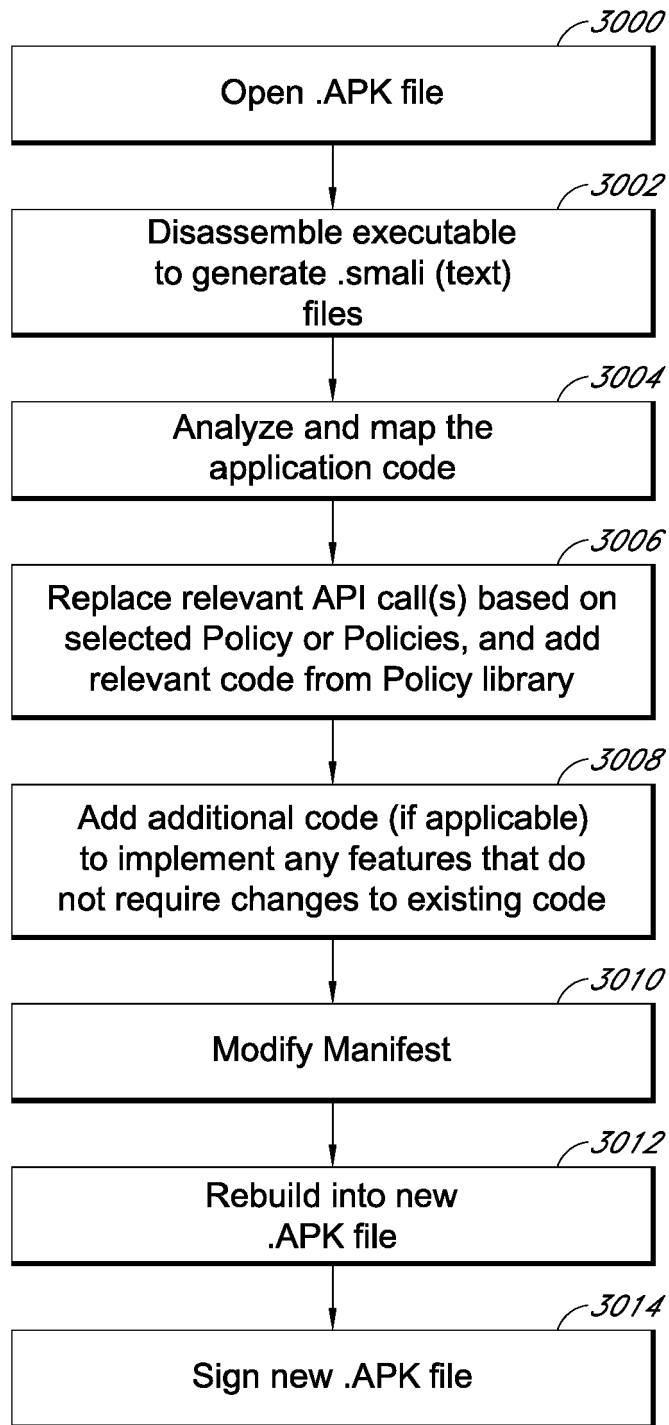 3000
Open .APK file
3002
Disassemble executable
to generate .smali (text)
files
3004
Analyze and map the
application code
3006
Replace relevant API call(s) based on
selected Policy or Policies, and add
relevant code from Policy library
3008
Add additional code (if applicable)
to implement any features that do
not require changes to existing code
3010
Modify Manifest
3012
Rebuild into new
.APK file
3014
Sign new .APK file